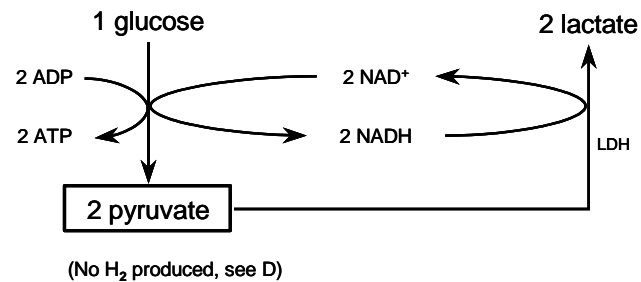 1 glucose
2 lactate
2 ADP
2 NAD⁺
2 ATP
2 NADH
LDH
2 pyruvate
(No H₂ produced, see D)